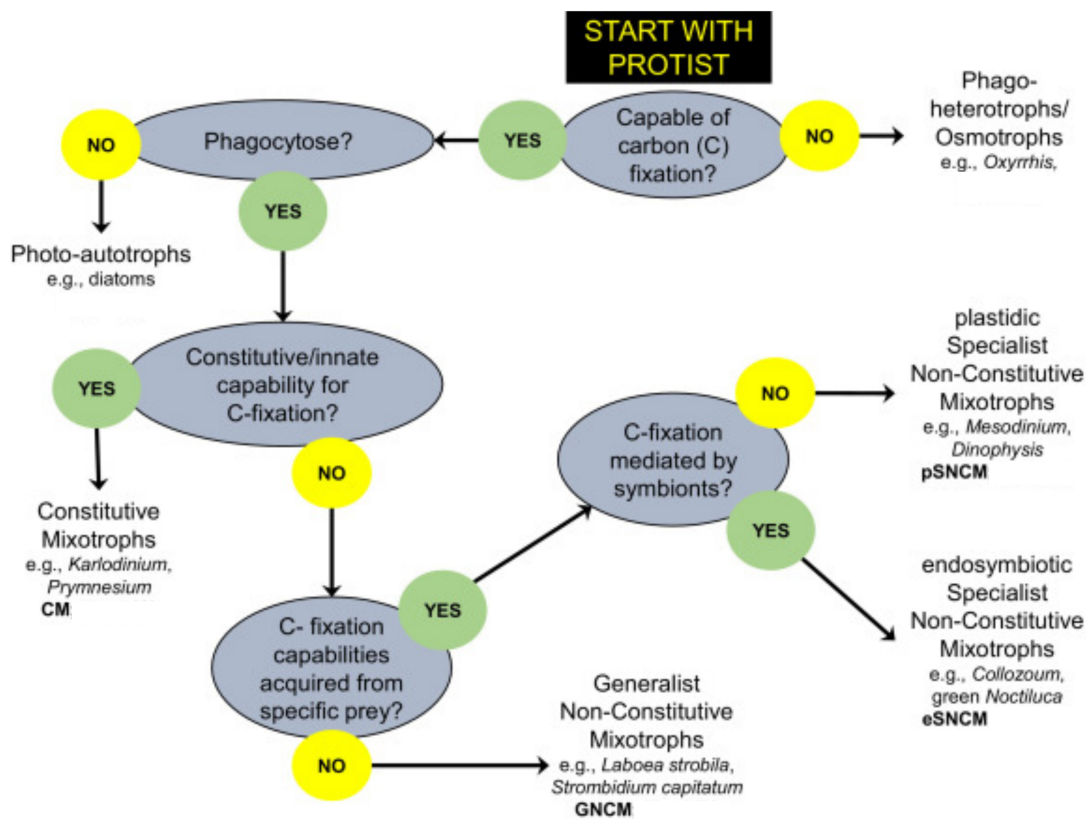 START WITH
PROTIST
Capable of
carbon (C)
fixation?
YES
NO
Phago-
heterotrophs/
Osmotrophs
e.g., Oxyrrhis,
Phagocytose?
NO
YES
Photo-autotrophs
e.g., diatoms
Constitutive/innate
capability for
C-fixation?
YES
NO
Constitutive
Mixotrophs
e.g., Karlodinium,
Prymnesium
CM
C- fixation
capabilities
acquired from
specific prey?
YES
NO
Generalist
Non-Constitutive
Mixotrophs
e.g., Laboea strobila,
Strombidium capitatum
GNCM
C-fixation
mediated by
symbionts?
NO
YES
plastidic
Specialist
Non-Constitutive
Mixotrophs
e.g., Mesodinium,
Dinophysis
pSNCM
endosymbiotic
Specialist
Non-Constitutive
Mixotrophs
e.g., Collozoum,
green Noctiluca
eSNCM